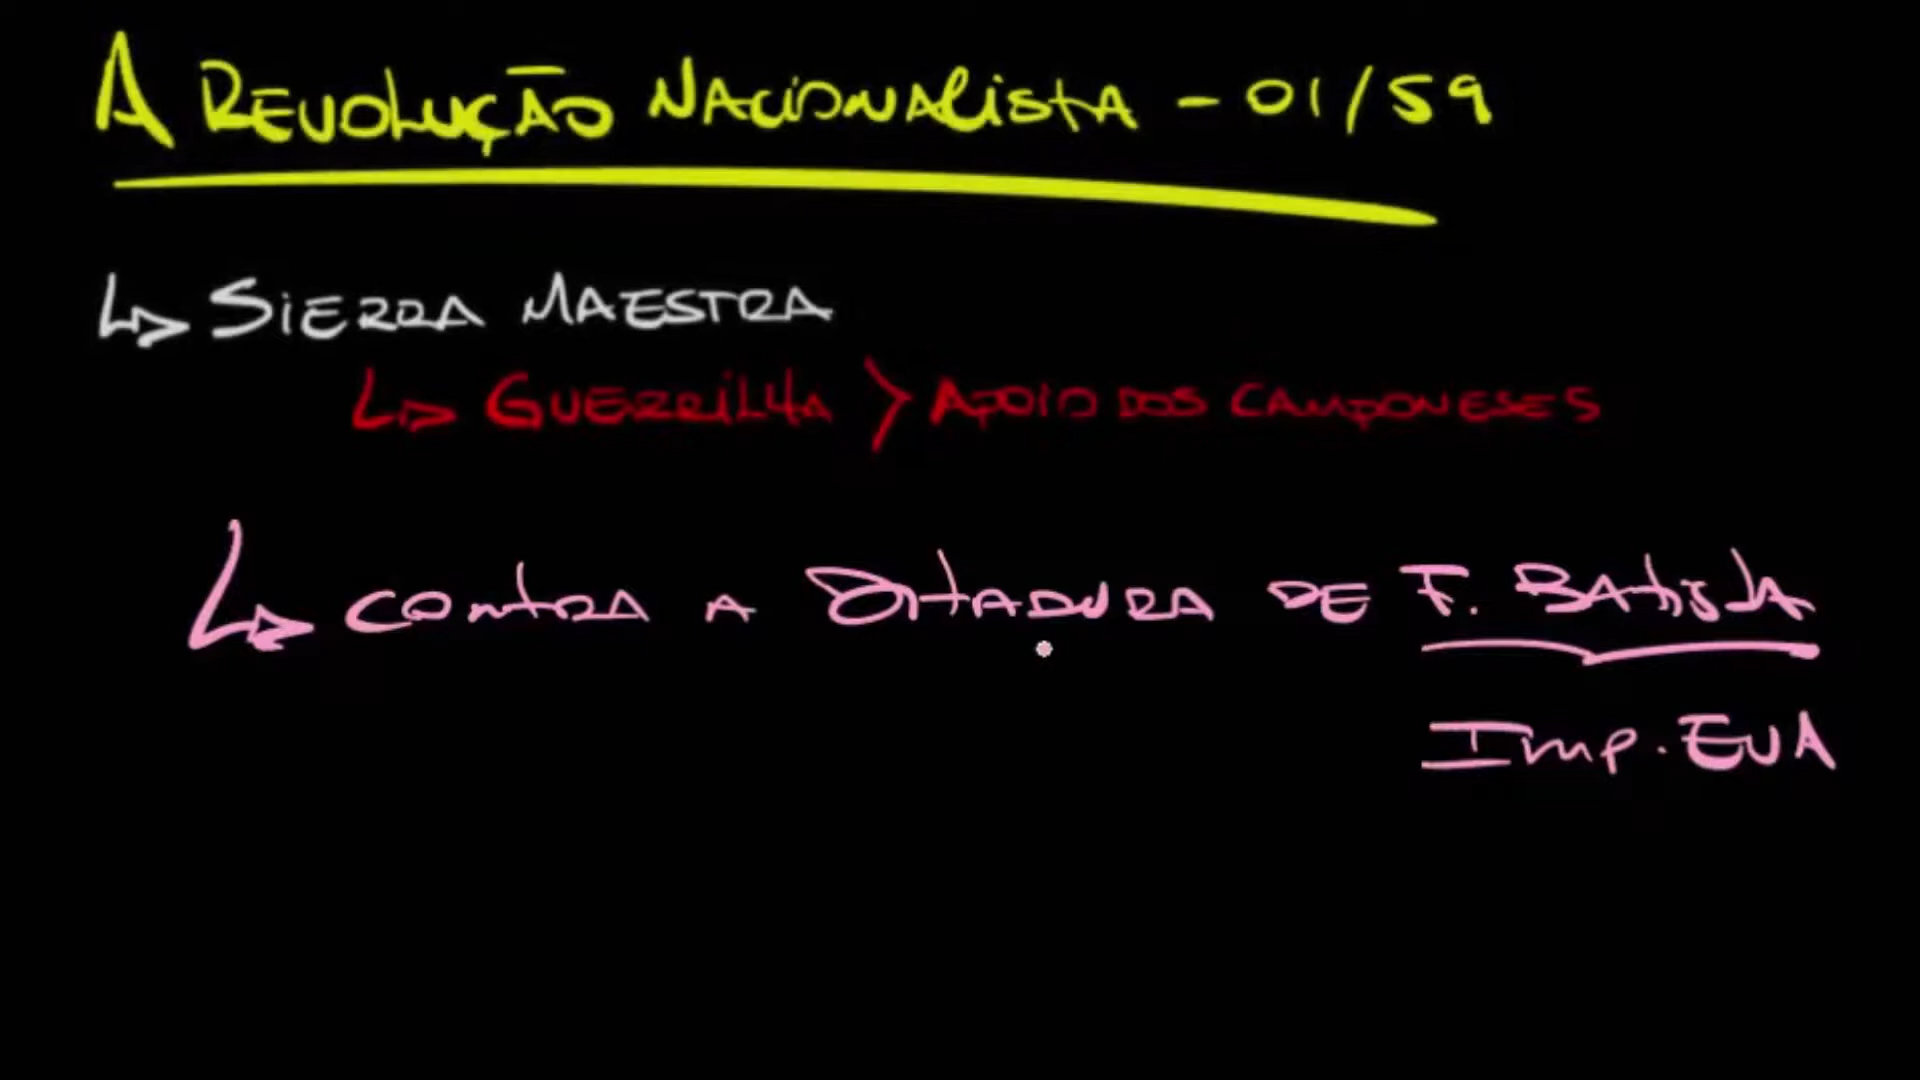 A REVOLUÇÃO NACIONALISTA - 01/59
↳ SIERRA MAESTRA
↳ GUERRILHA > APOIO DOS CAMPONESES
↳ CONTRA A DITADURA DE F. BATISTA
IMP. EUA